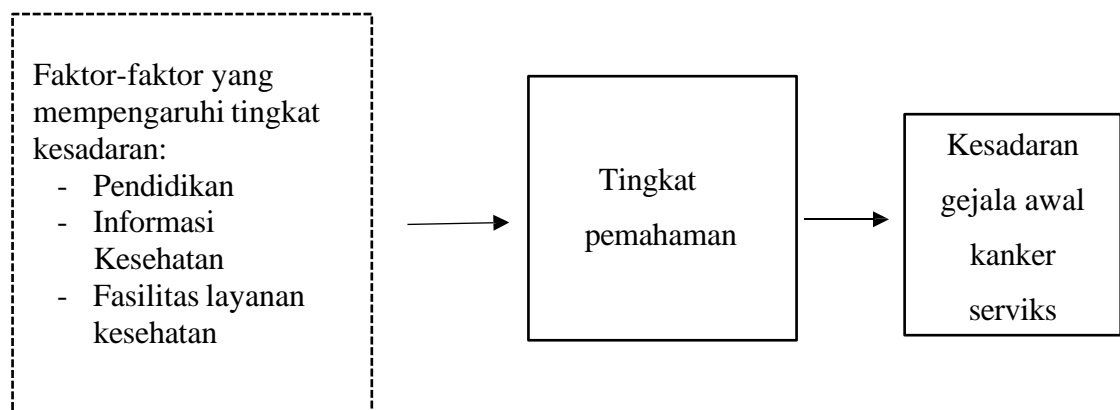 Faktor-faktor yang
mempengaruhi tingkat
kesadaran:
- Pendidikan
- Informasi
Kesehatan
- Fasilitas layanan
kesehatan
Tingkat
pemahaman
Kesadaran
gejala awal
kanker
serviks